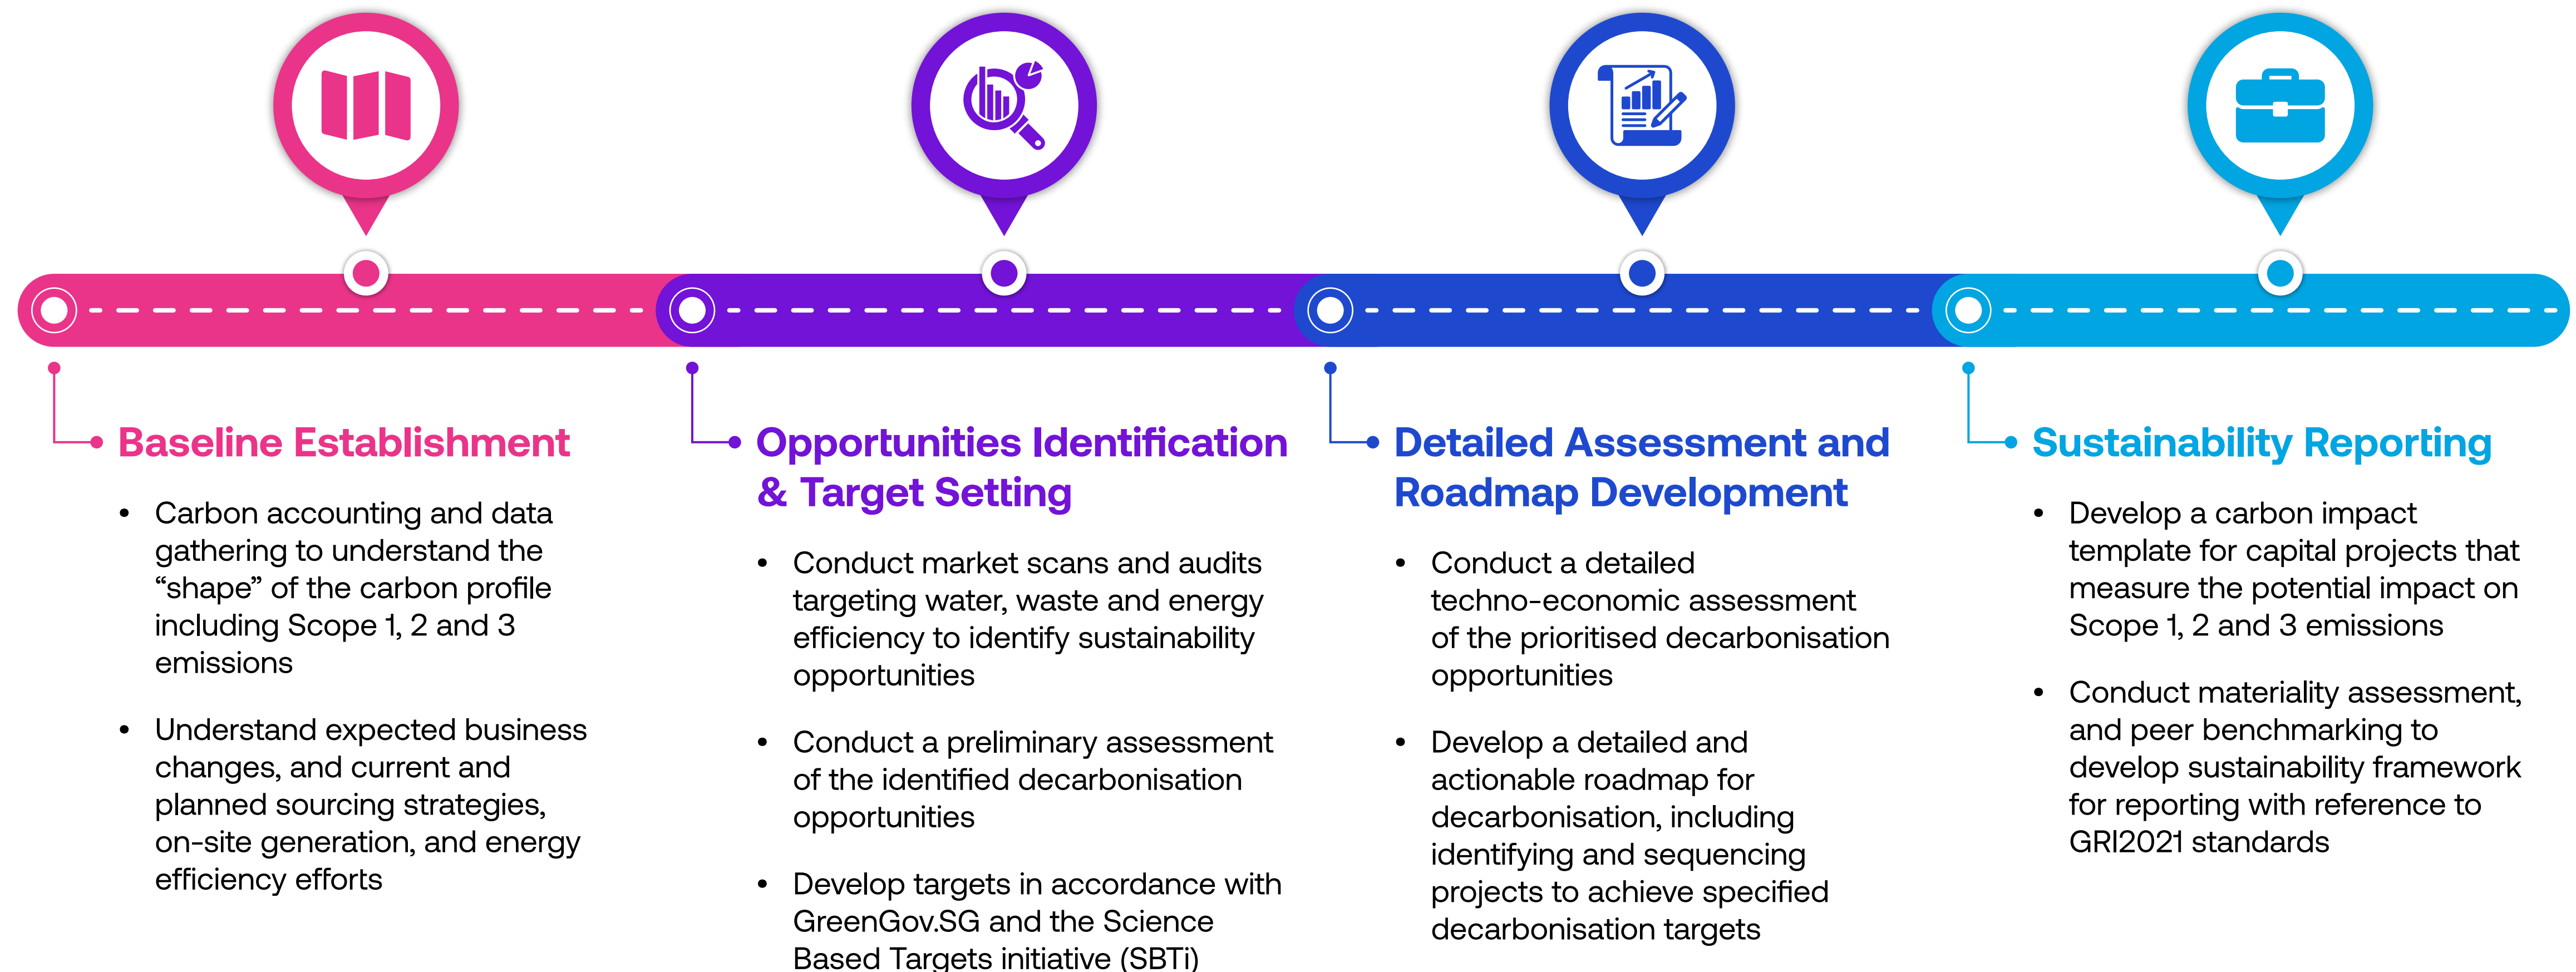 Baseline Establishment
• Carbon accounting and data
gathering to understand the
“shape” of the carbon profile
including Scope 1, 2 and 3
emissions
• Understand expected business
changes, and current and
planned sourcing strategies,
on-site generation, and energy
efficiency efforts
Opportunities Identification
& Target Setting
• Conduct market scans and audits
targeting water, waste and energy
efficiency to identify sustainability
opportunities
• Conduct a preliminary assessment
of the identified decarbonisation
opportunities
• Develop targets in accordance with
GreenGov.SG and the Science
Based Targets initiative (SBTi)
Detailed Assessment and
Roadmap Development
• Conduct a detailed
techno-economic assessment
of the prioritised decarbonisation
opportunities
• Develop a detailed and
actionable roadmap for
decarbonisation, including
identifying and sequencing
projects to achieve specified
decarbonisation targets
Sustainability Reporting
• Develop a carbon impact
template for capital projects that
measure the potential impact on
Scope 1, 2 and 3 emissions
• Conduct materiality assessment,
and peer benchmarking to
develop sustainability framework
for reporting with reference to
GRI2021 standards